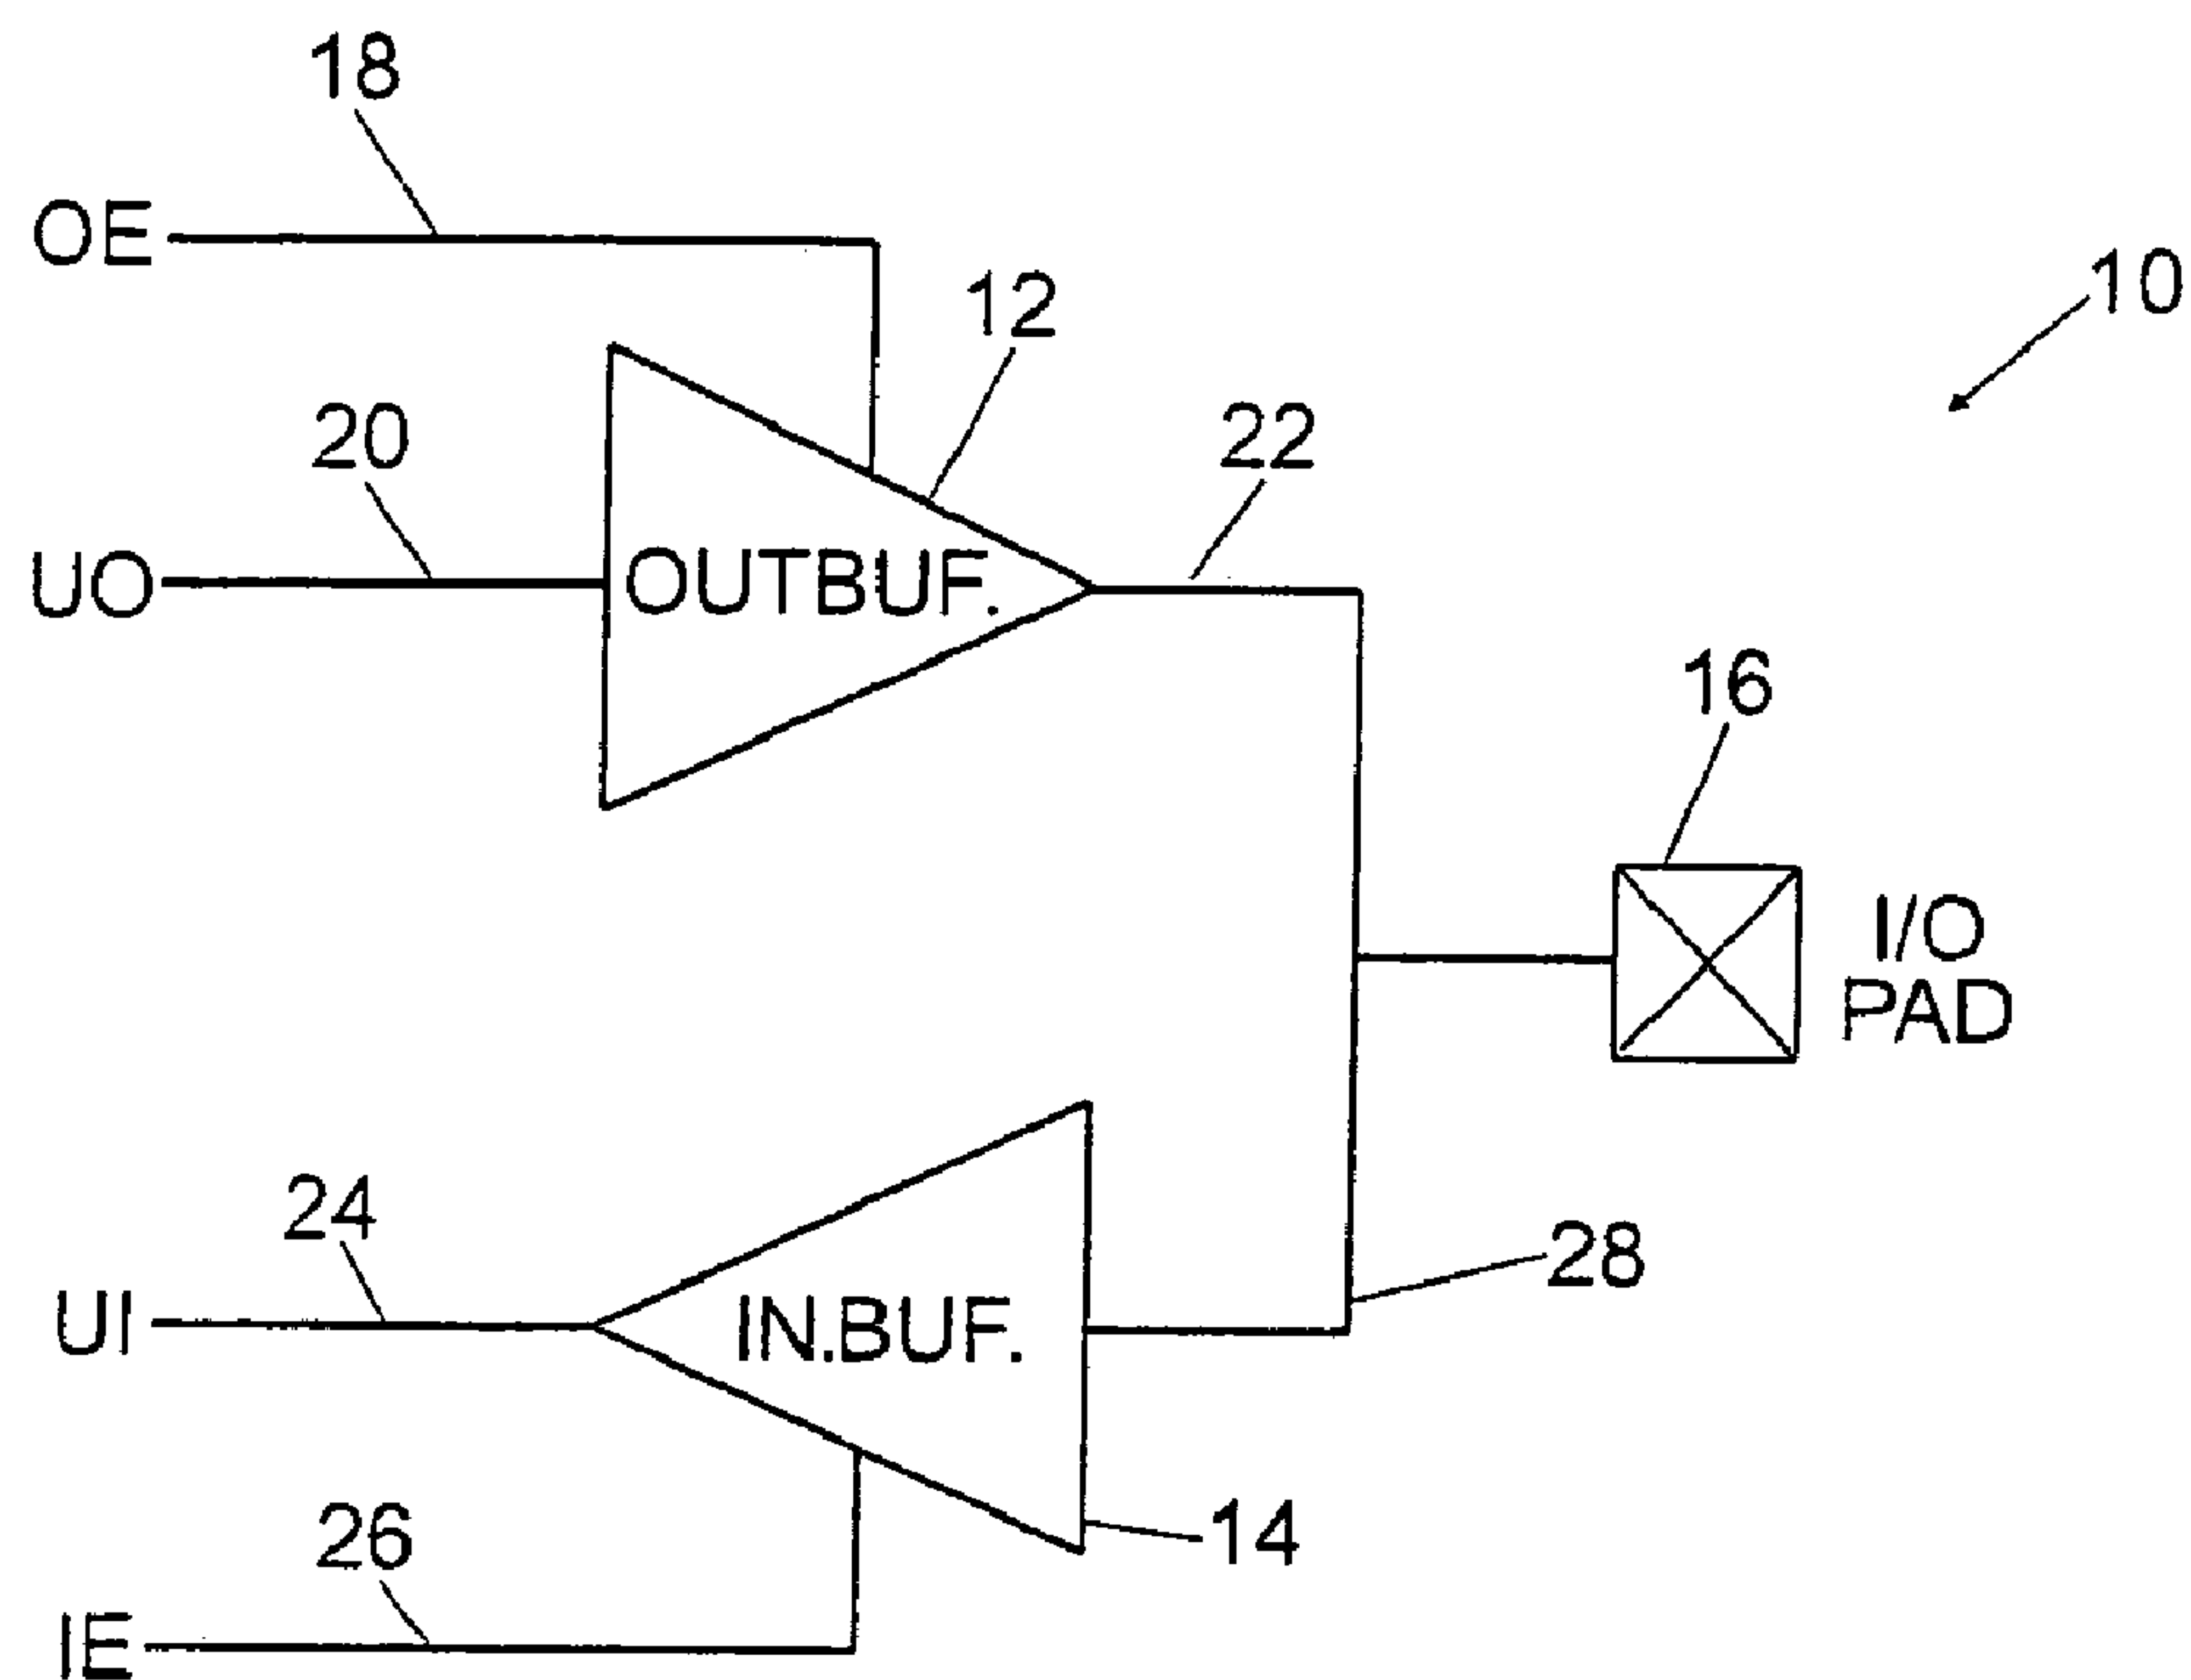 18
OE
10
12
20
22
UO
OUTBUF.
16
I/O
PAD
24
28
UI
IN.BUF.
26
14
IE